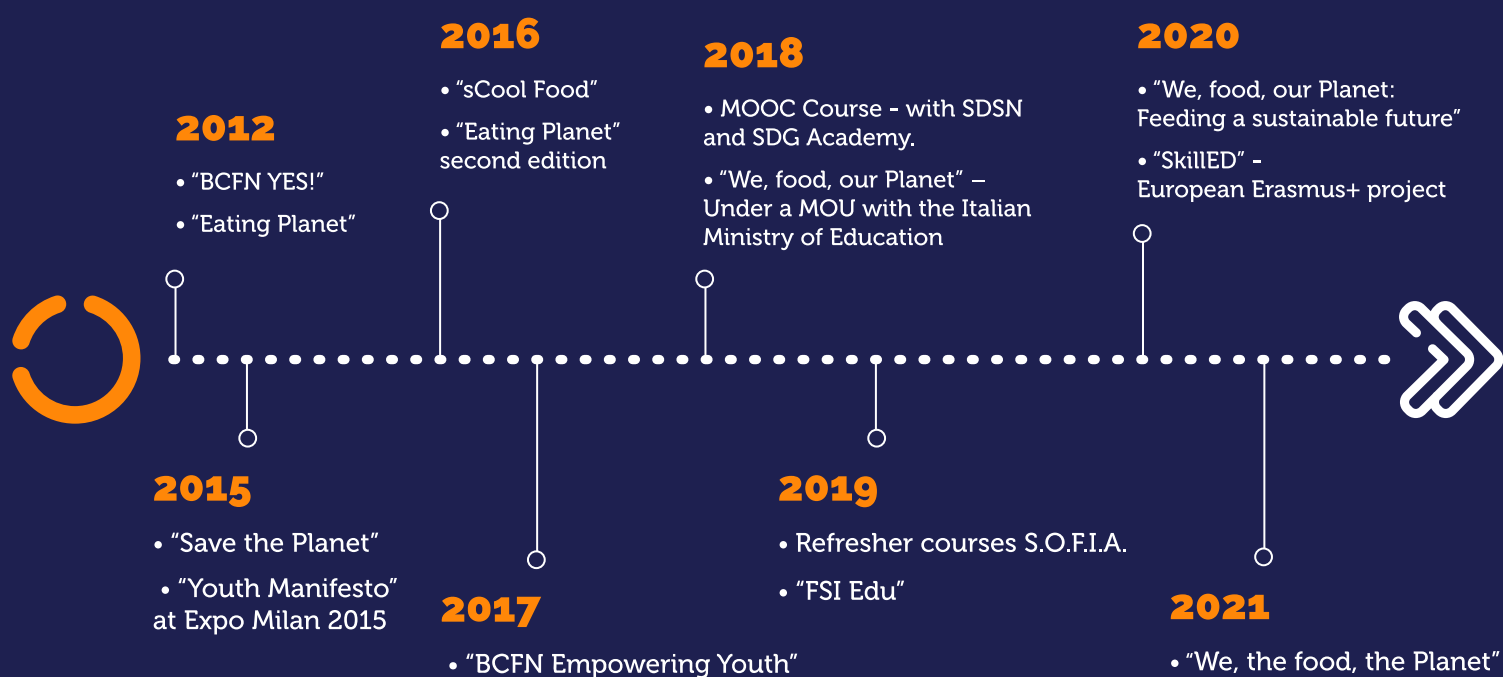 2012
• “BCFN YES!”
• “Eating Planet”
2015
• “Save the Planet”
• “Youth Manifesto”
at Expo Milan 2015
2016
• “sCool Food”
• “Eating Planet”
second edition
2017
• “BCFN Empowering Youth”
2018
• MOOC Course - with SDSN
and SDG Academy.
• “We, food, our Planet” –
Under a MOU with the Italian
Ministry of Education
2019
• Refresher courses S.O.F.I.A.
• “FSI Edu”
2020
• “We, food, our Planet:
Feeding a sustainable future”
• “SkillED” -
European Erasmus+ project
2021
• “We, the food, the Planet”